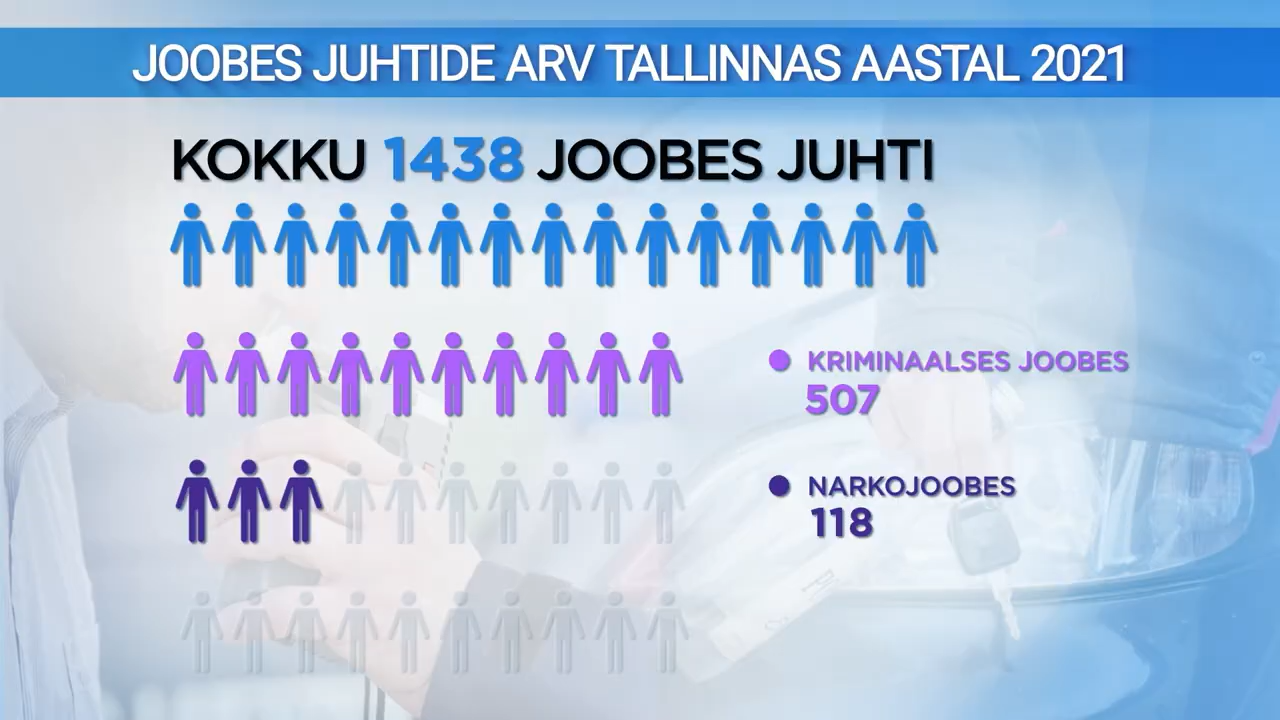 JOOBES JUHTIDE ARV TALLINNAS AASTAL 2021
KOKKU 1438 JOOBES JUHTI
KRIMINAALSES JOOBES
507
NARKOJOOBES
118